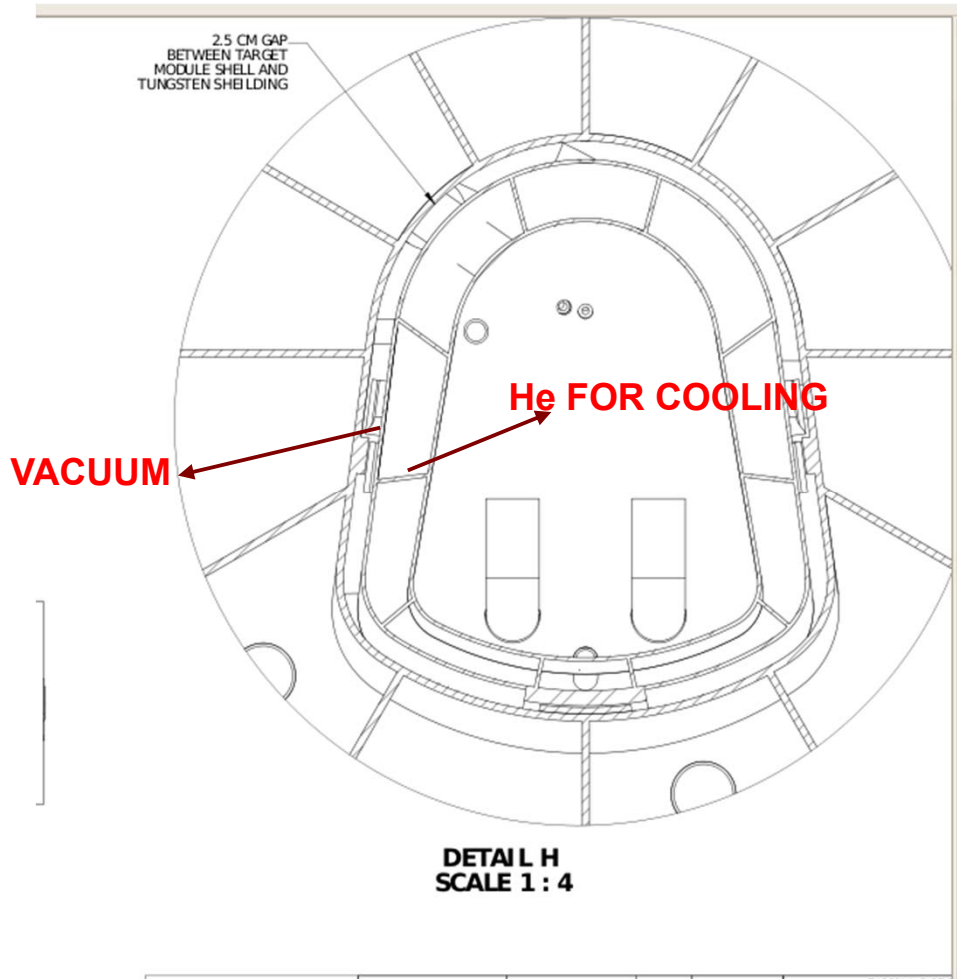 2.5 CM GAP
BETWEEN TARGET
MODULE SHELL AND
TUNGSTEN SHEILDING
He FOR COOLING
VACUUM
DETAIL H
SCALE 1 : 4